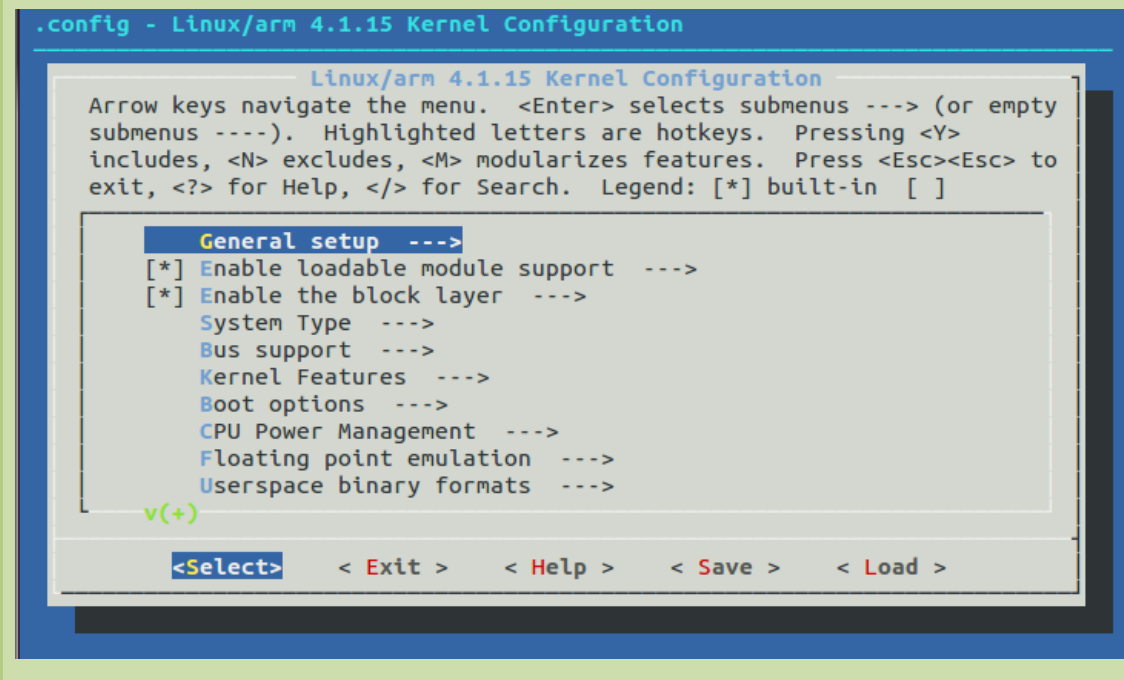 .config - Linux/arm 4.1.15 Kernel Configuration
Linux/arm 4.1.15 Kernel Configuration
Arrow keys navigate the menu.  <Enter> selects submenus ---> (or empty
submenus ----).  Highlighted letters are hotkeys.  Pressing <Y>
includes, <N> excludes, <M> modularizes features.  Press <Esc><Esc> to
exit, <?> for Help, </> for Search.  Legend: [*] built-in  [ ]
General setup  --->
[*] Enable loadable module support  --->
[*] Enable the block layer  --->
System Type  --->
Bus support  --->
Kernel Features  --->
Boot options  --->
CPU Power Management  --->
Floating point emulation  --->
Userspace binary formats  --->
v(+)
<Select>    < Exit >    < Help >    < Save >    < Load >